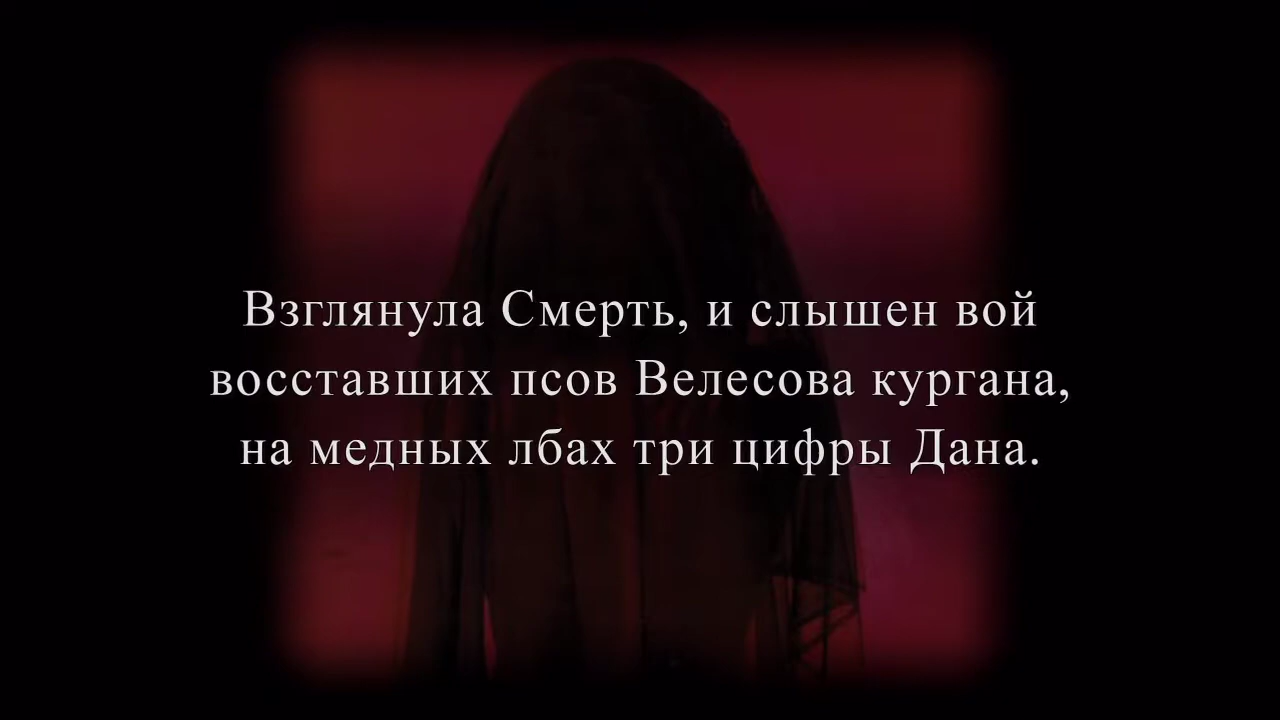 Взглянула Смерть, и слышен вой
восставших псов Велесова кургана,
на медных лбах три цифры Дана.